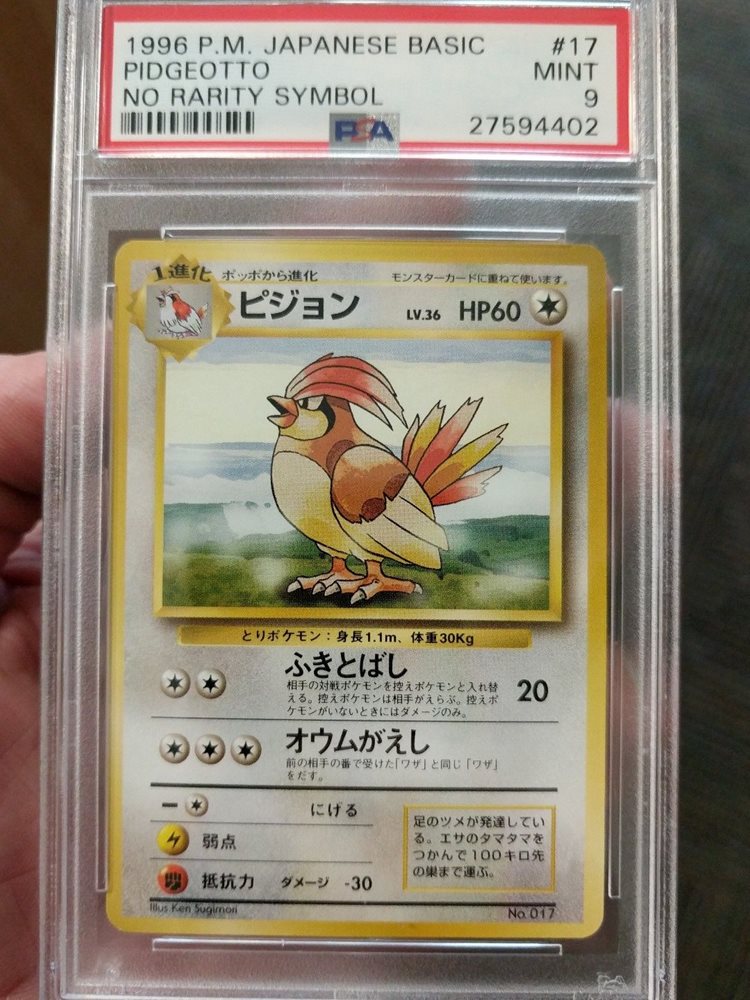 1996 P.M. JAPANESE BASIC #17
PIDGEOTTO MINT
NO RARITY SYMBOL 9
PSA 27594402
1進化 ポッポから進化 モンスターカードに重ねて使います。
ピジョン LV.36 HP60
とりポケモン：身長1.1m、体重30Kg
ふきとばし 20
相手の対戦ポケモンを控えポケモンと入れ替
える。控えポケモンは相手がえらぶ。控えポ
ケモンがいないときにはダメージのみ。
オウムがえし
前の相手の番で受けた「ワザ」と同じ「ワザ」
をだす。
にげる
弱点
抵抗力 ダメージ -30
足のツメが発達してい
る。エサのタマタマを
つかんで100キロ先
の巣まで運ぶ。
Illus. Ken Sugimori No. 017